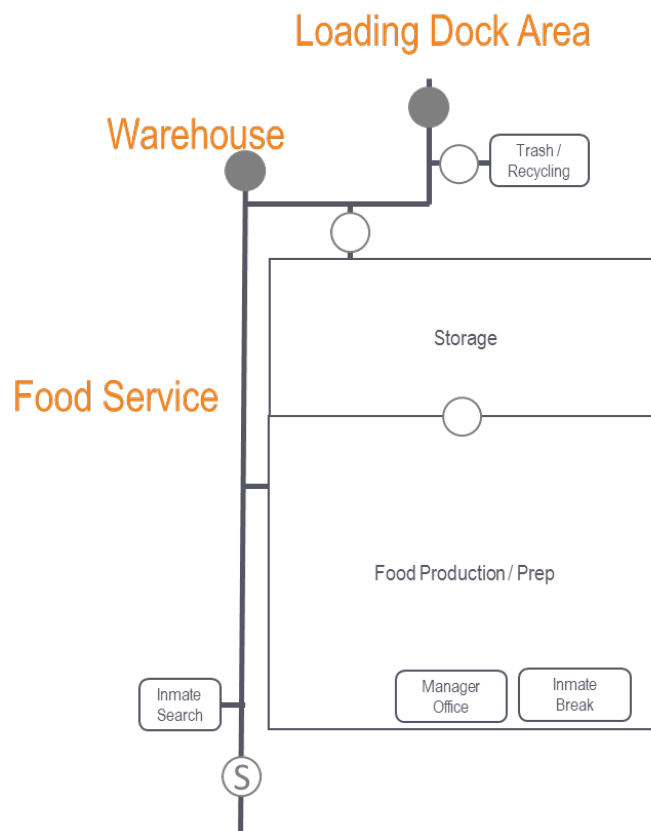 Loading Dock Area
Warehouse
Trash /
Recycling
Storage
Food Service
Food Production / Prep
Manager
Office
Inmate
Break
Inmate
Search
S